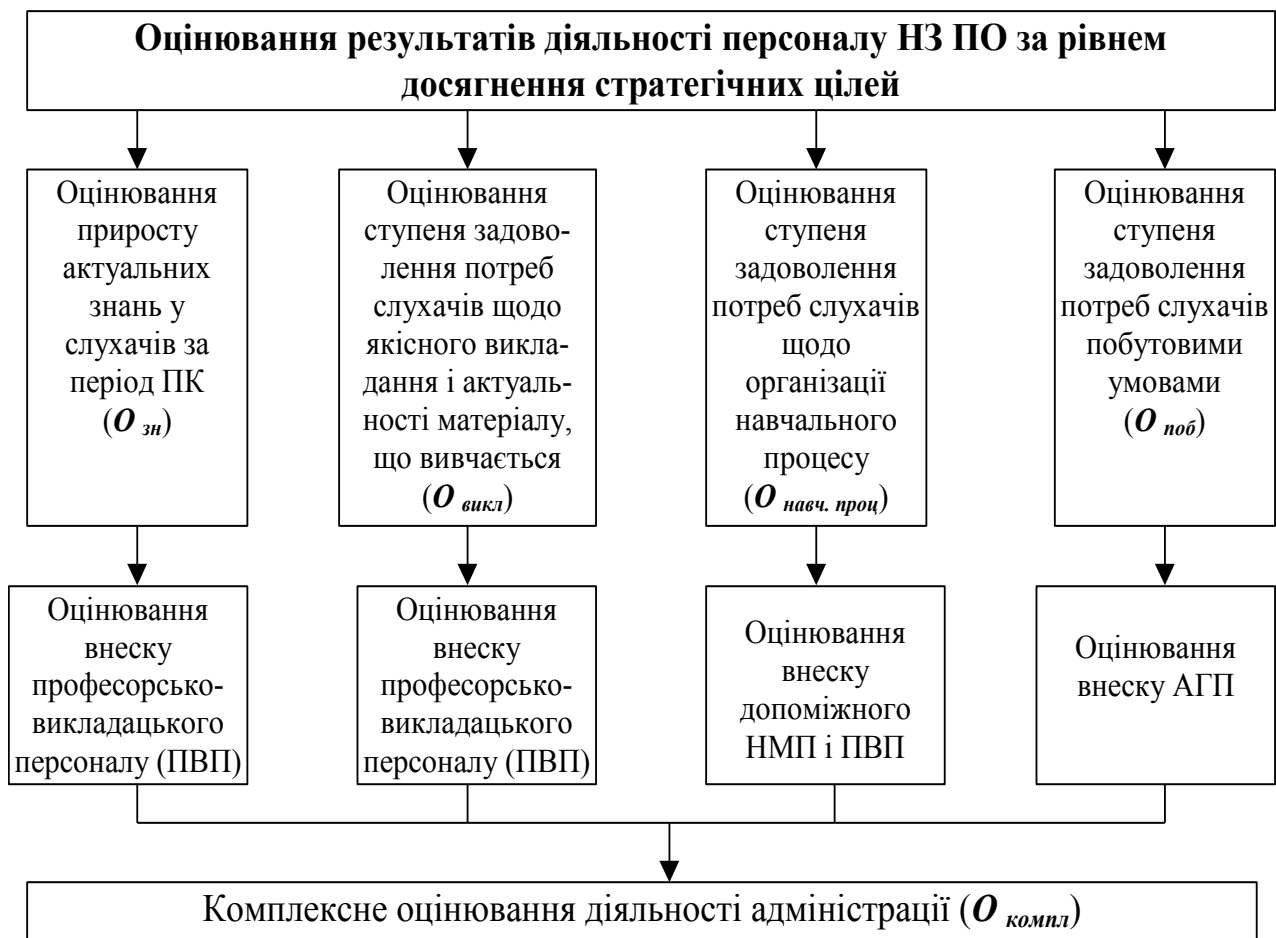 Оцінювання результатів діяльності персоналу НЗ ПО за рівнем
досягнення стратегічних цілей
Оцінювання
приросту
актуальних
знань у
слухачів за
період ПК
(О зн)
Оцінювання
ступеня задово-
лення потреб
слухачів щодо
якісного викла-
дання і актуаль-
ності матеріалу,
що вивчається
(О викл)
Оцінювання
ступеня
задоволення
потреб слухачів
щодо
організації
навчального
процесу
(О навч. проц)
Оцінювання
ступеня
задоволення
потреб слухачів
побутовими
умовами
(О поб)
Оцінювання
внеску
професорсько-
викладацького
персоналу (ПВП)
Оцінювання
внеску
професорсько-
викладацького
персоналу (ПВП)
Оцінювання
внеску
допоміжного
НМП і ПВП
Оцінювання
внеску АГП
Комплексне оцінювання діяльності адміністрації (О компл)